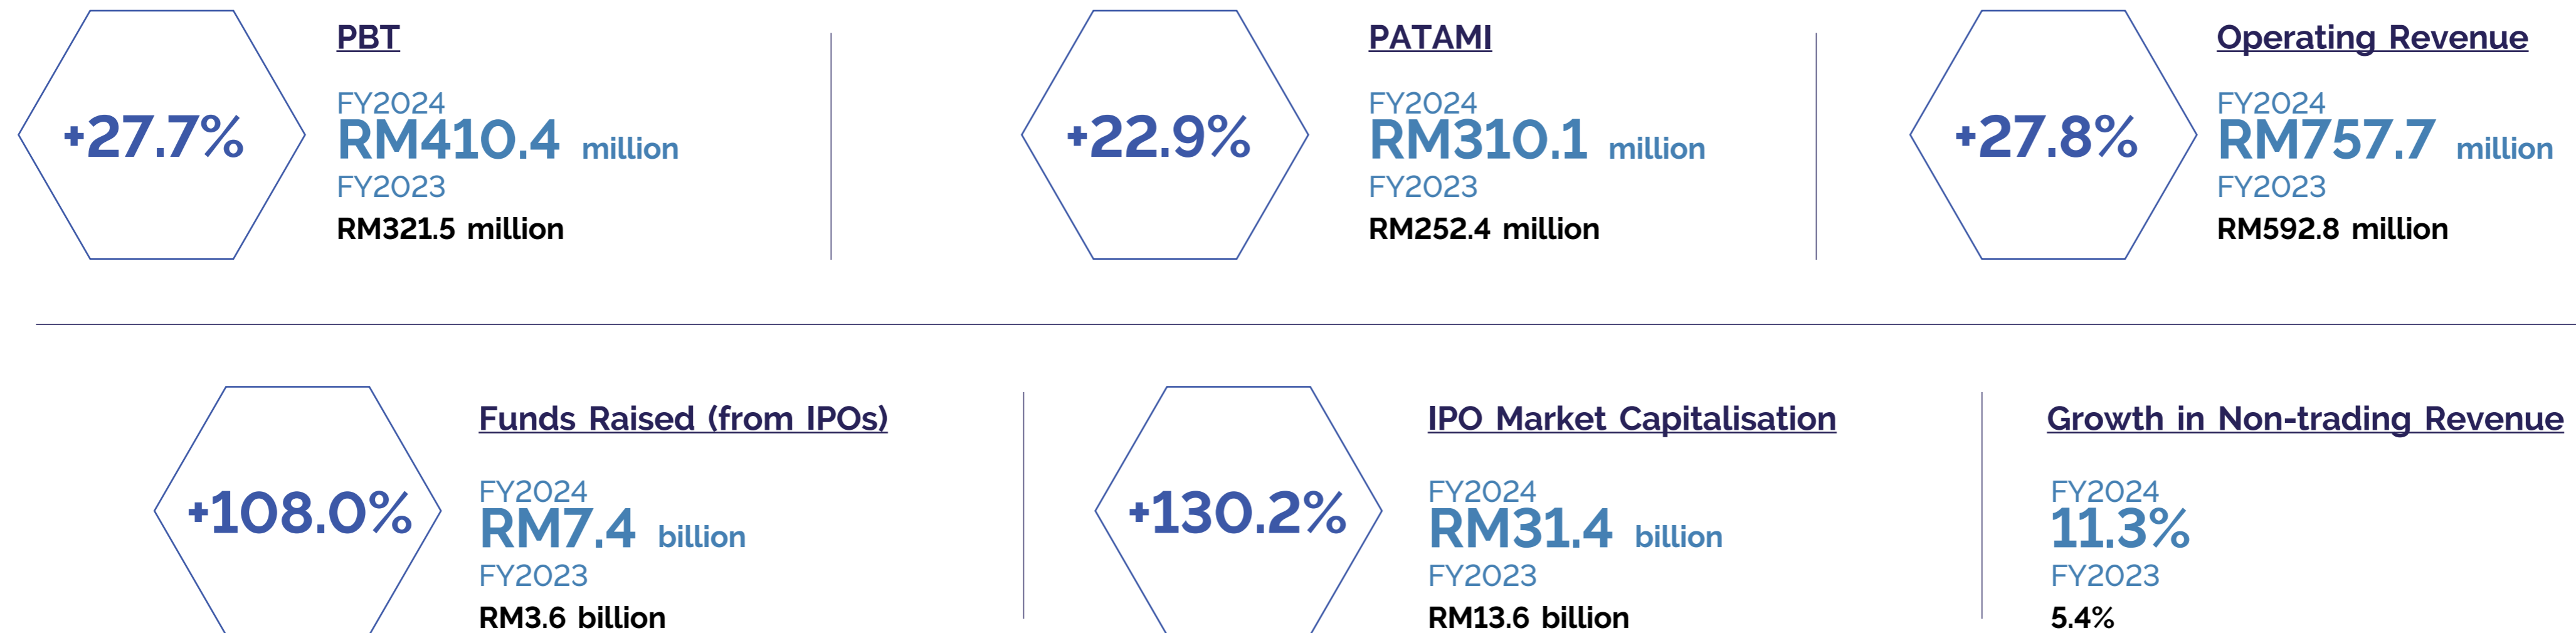 +27.7%
PBT
FY2024
RM410.4 million
FY2023
RM321.5 million
+22.9%
PATAMI
FY2024
RM310.1 million
FY2023
RM252.4 million
+27.8%
Operating Revenue
FY2024
RM757.7 million
FY2023
RM592.8 million
+108.0%
Funds Raised (from IPOs)
FY2024
RM7.4 billion
FY2023
RM3.6 billion
+130.2%
IPO Market Capitalisation
FY2024
RM31.4 billion
FY2023
RM13.6 billion
Growth in Non-trading Revenue
FY2024
11.3%
FY2023
5.4%